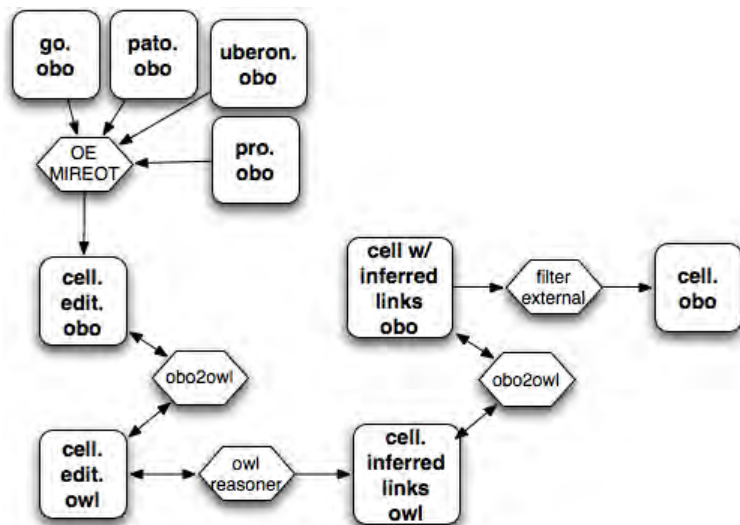 go.
obo
pato.
obo
uberon.
obo
OE
MIREOT
pro.
obo
cell.
edit.
obo
cell w/
inferred
links
obo
filter
external
cell.
obo
obo2owl
obo2owl
cell.
edit.
owl
owl
reasoner
cell.
inferred
links
owl